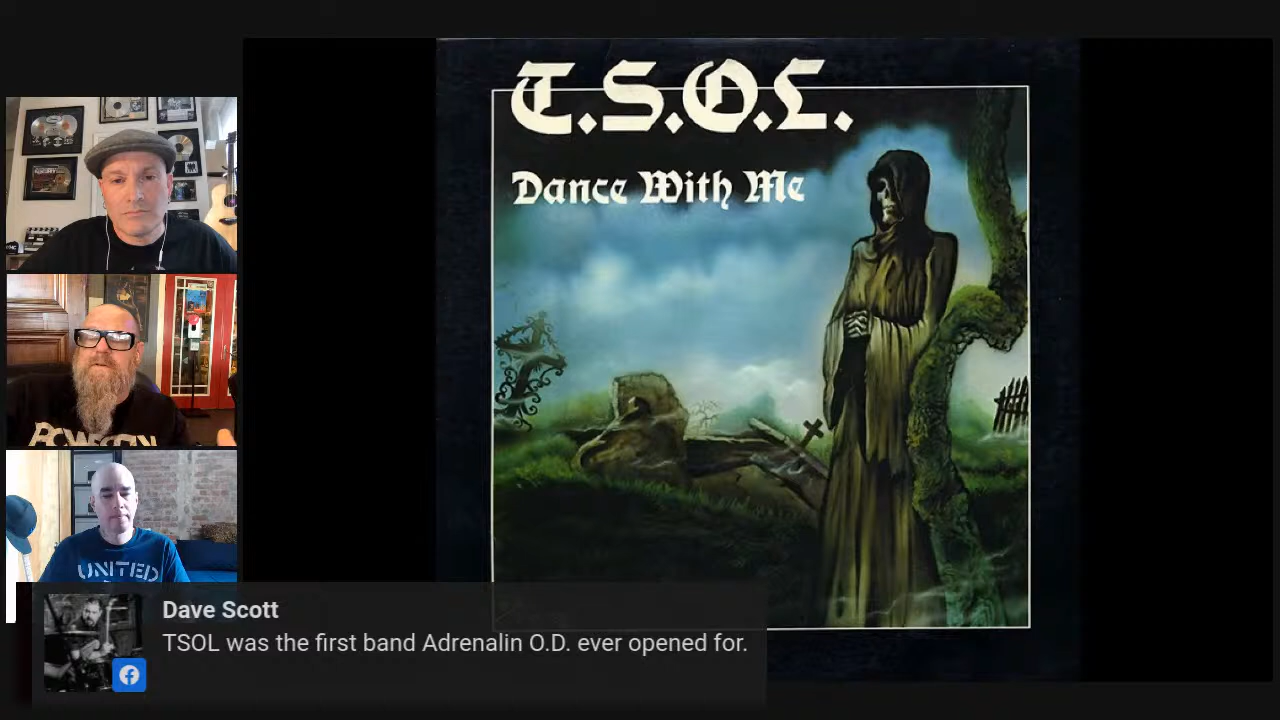 T.S.O.L.
Dance With Me
UNITED
Dave Scott
TSOL was the first band Adrenalin O.D. ever opened for.